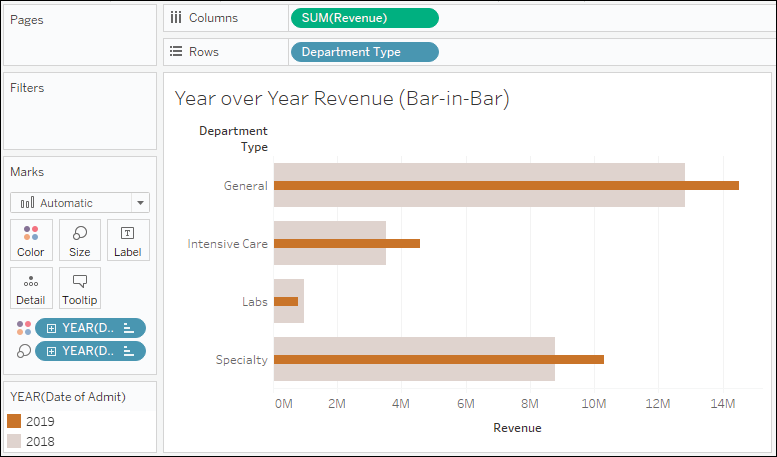 Pages
Columns
SUM(Revenue)
Rows
Department Type
Filters
Marks
Automatic
Color
Size
Label
Detail
Tooltip
YEAR(D..
YEAR(D..
YEAR(Date of Admit)
2019
2018
Year over Year Revenue (Bar-in-Bar)
Department
Type
General
Intensive Care
Labs
Specialty
0M 2M 4M 6M 8M 10M 12M 14M
Revenue